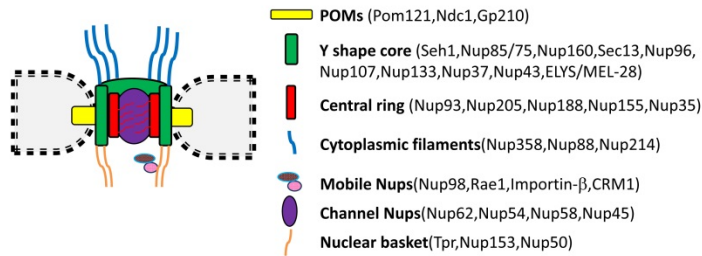 POMs (Pom121,Ndc1,Gp210)
Y shape core (Seh1,Nup85/75,Nup160,Sec13,Nup96,
Nup107,Nup133,Nup37,Nup43,ELYS/MEL-28)
Central ring (Nup93,Nup205,Nup188,Nup155,Nup35)
Cytoplasmic filaments(Nup358,Nup88,Nup214)
Mobile Nups(Nup98,Rae1,Importin-β,CRM1)
Channel Nups(Nup62,Nup54,Nup58,Nup45)
Nuclear basket(Tpr,Nup153,Nup50)